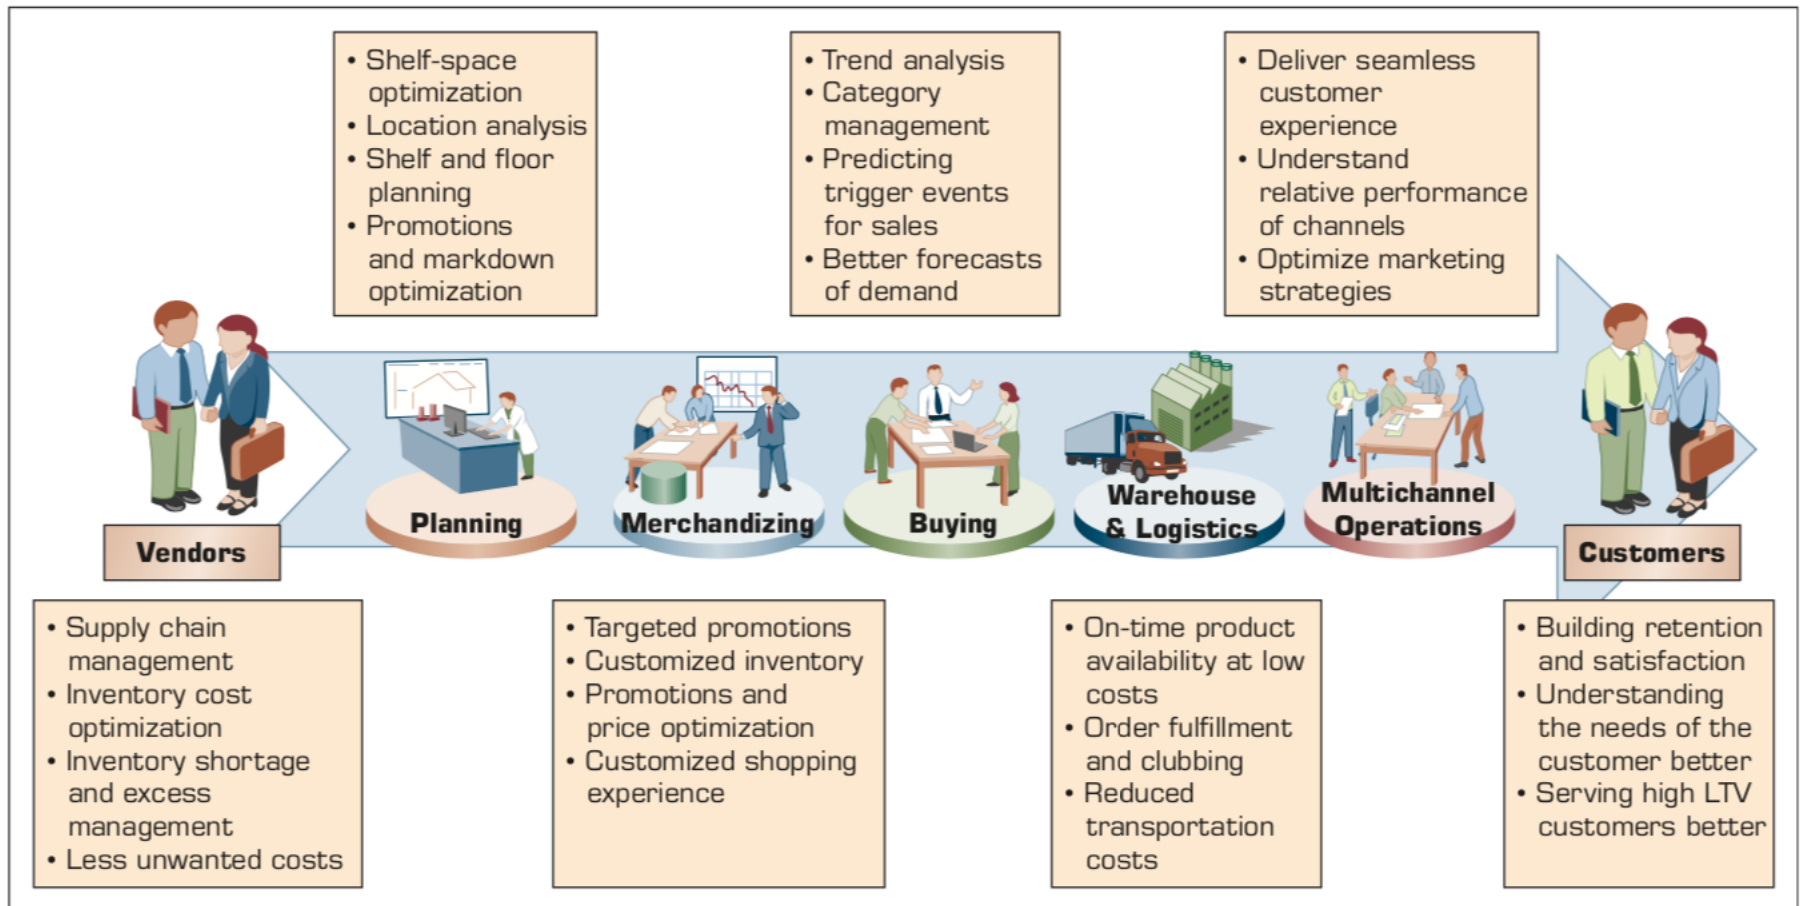 • Shelf-space
optimization
• Location analysis
• Shelf and floor
planning
• Promotions
and markdown
optimization
• Trend analysis
• Category
management
• Predicting
trigger events
for sales
• Better forecasts
of demand
• Deliver seamless
customer
experience
• Understand
relative performance
of channels
• Optimize marketing
strategies
Vendors
Planning
Merchandizing
Buying
Warehouse
& Logistics
Multichannel
Operations
Customers
• Supply chain
management
• Inventory cost
optimization
• Inventory shortage
and excess
management
• Less unwanted costs
• Targeted promotions
• Customized inventory
• Promotions and
price optimization
• Customized shopping
experience
• On-time product
availability at low
costs
• Order fulfillment
and clubbing
• Reduced
transportation
costs
• Building retention
and satisfaction
• Understanding
the needs of the
customer better
• Serving high LTV
customers better